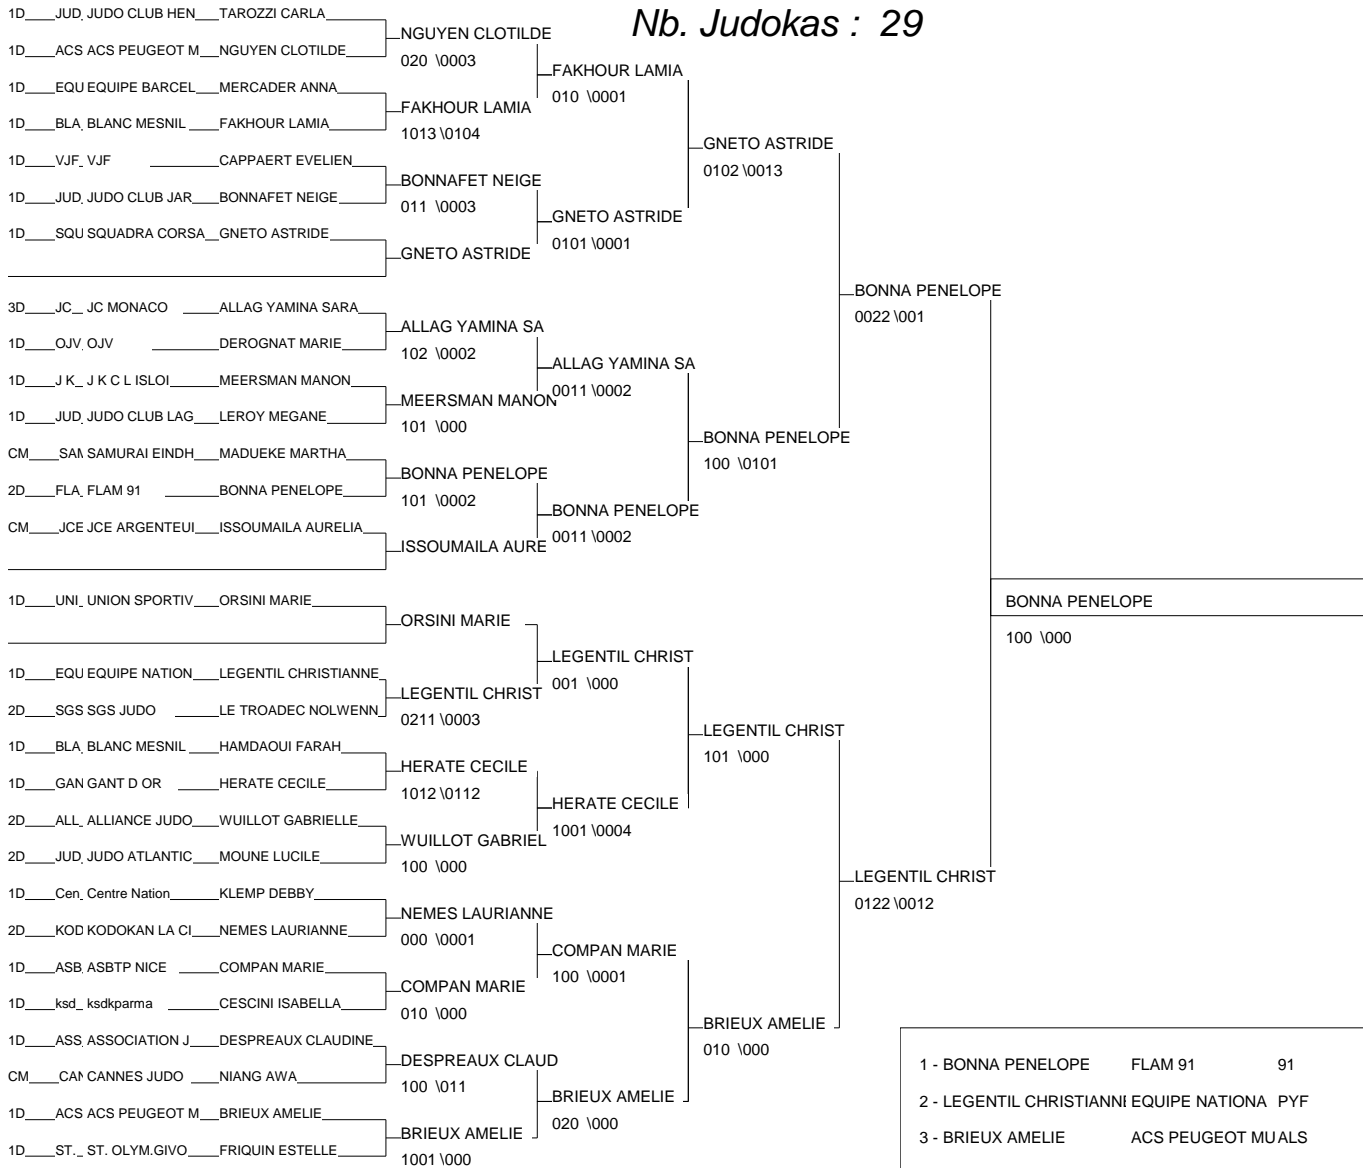 Nb. Judokas : 29
1D JUD JUDO CLUB HEN TAROZZI CARLA
NGUYEN CLOTILDE
1D ACS ACS PEUGEOT M NGUYEN CLOTILDE
020 \0003
FAKHOUR LAMIA
1D EQU EQUIPE BARCEL MERCADER ANNA
010 \0001
FAKHOUR LAMIA
1D BLA BLANC MESNIL FAKHOUR LAMIA
1013 \0104
GNETO ASTRIDE
0102 \0013
1D VJF VJF CAPPAERT EVELIEN
BONNAFET NEIGE
1D JUD JUDO CLUB JAR BONNAFET NEIGE
011 \0003
GNETO ASTRIDE
1D SQU SQUADRA CORSA GNETO ASTRIDE
0101 \0001
GNETO ASTRIDE
BONNA PENELOPE
0022 \001
3D JC JC MONACO ALLAG YAMINA SARA
ALLAG YAMINA SA
1D OJV OJV DEROGNAT MARIE
102 \0002
ALLAG YAMINA SA
1D J K J K C L ISLOI MEERSMAN MANON
0011 \0002
MEERSMAN MANON
1D JUD JUDO CLUB LAG LEROY MEGANE
101 \000
BONNA PENELOPE
100 \0101
CM SAM SAMURAI EINDH MADUEKE MARTHA
BONNA PENELOPE
2D FLA FLAM 91 BONNA PENELOPE
101 \0002
BONNA PENELOPE
CM JCE JCE ARGENTEUI ISSOUMAILA AURELIA
0011 \0002
ISSOUMAILA AURE
BONNA PENELOPE
100 \000
1D UNI UNION SPORTIV ORSINI MARIE
ORSINI MARIE
LEGENTIL CHRIST
001 \000
1D EQU EQUIPE NATION LEGENTIL CHRISTIANNE
LEGENTIL CHRIST
2D SGS SGS JUDO LE TROADEC NOLWENN
0211 \0003
LEGENTIL CHRIST
101 \000
1D BLA BLANC MESNIL HAMDAOUI FARAH
HERATE CECILE
1D GAN GANT D OR HERATE CECILE
1012 \0112
HERATE CECILE
2D ALL ALLIANCE JUDO WUILLOT GABRIELLE
1001 \0004
WUILLOT GABRIEL
2D JUD JUDO ATLANTIC MOUNE LUCILE
100 \000
LEGENTIL CHRIST
0122 \0012
1D Cen Centre Nation KLEMP DEBBY
NEMES LAURIANNE
2D KOD KODOKAN LA CI NEMES LAURIANNE
000 \0001
COMPAN MARIE
1D ASB ASBTP NICE COMPAN MARIE
100 \0001
COMPAN MARIE
1D ksd ksdkparma CESCINI ISABELLA
010 \000
BRIEUX AMELIE
010 \000
1D ASS ASSOCIATION J DESPREAUX CLAUDINE
DESPREAUX CLAUD
CM CAN CANNES JUDO NIANG AWA
100 \011
BRIEUX AMELIE
1D ACS ACS PEUGEOT M BRIEUX AMELIE
020 \000
BRIEUX AMELIE
1D ST. ST. OLYM.GIVO FRIQUIN ESTELLE
1001 \000
1 - BONNA PENELOPE FLAM 91 91
2 - LEGENTIL CHRISTIANNE EQUIPE NATIONA PYF
3 - BRIEUX AMELIE ACS PEUGEOT MU ALS